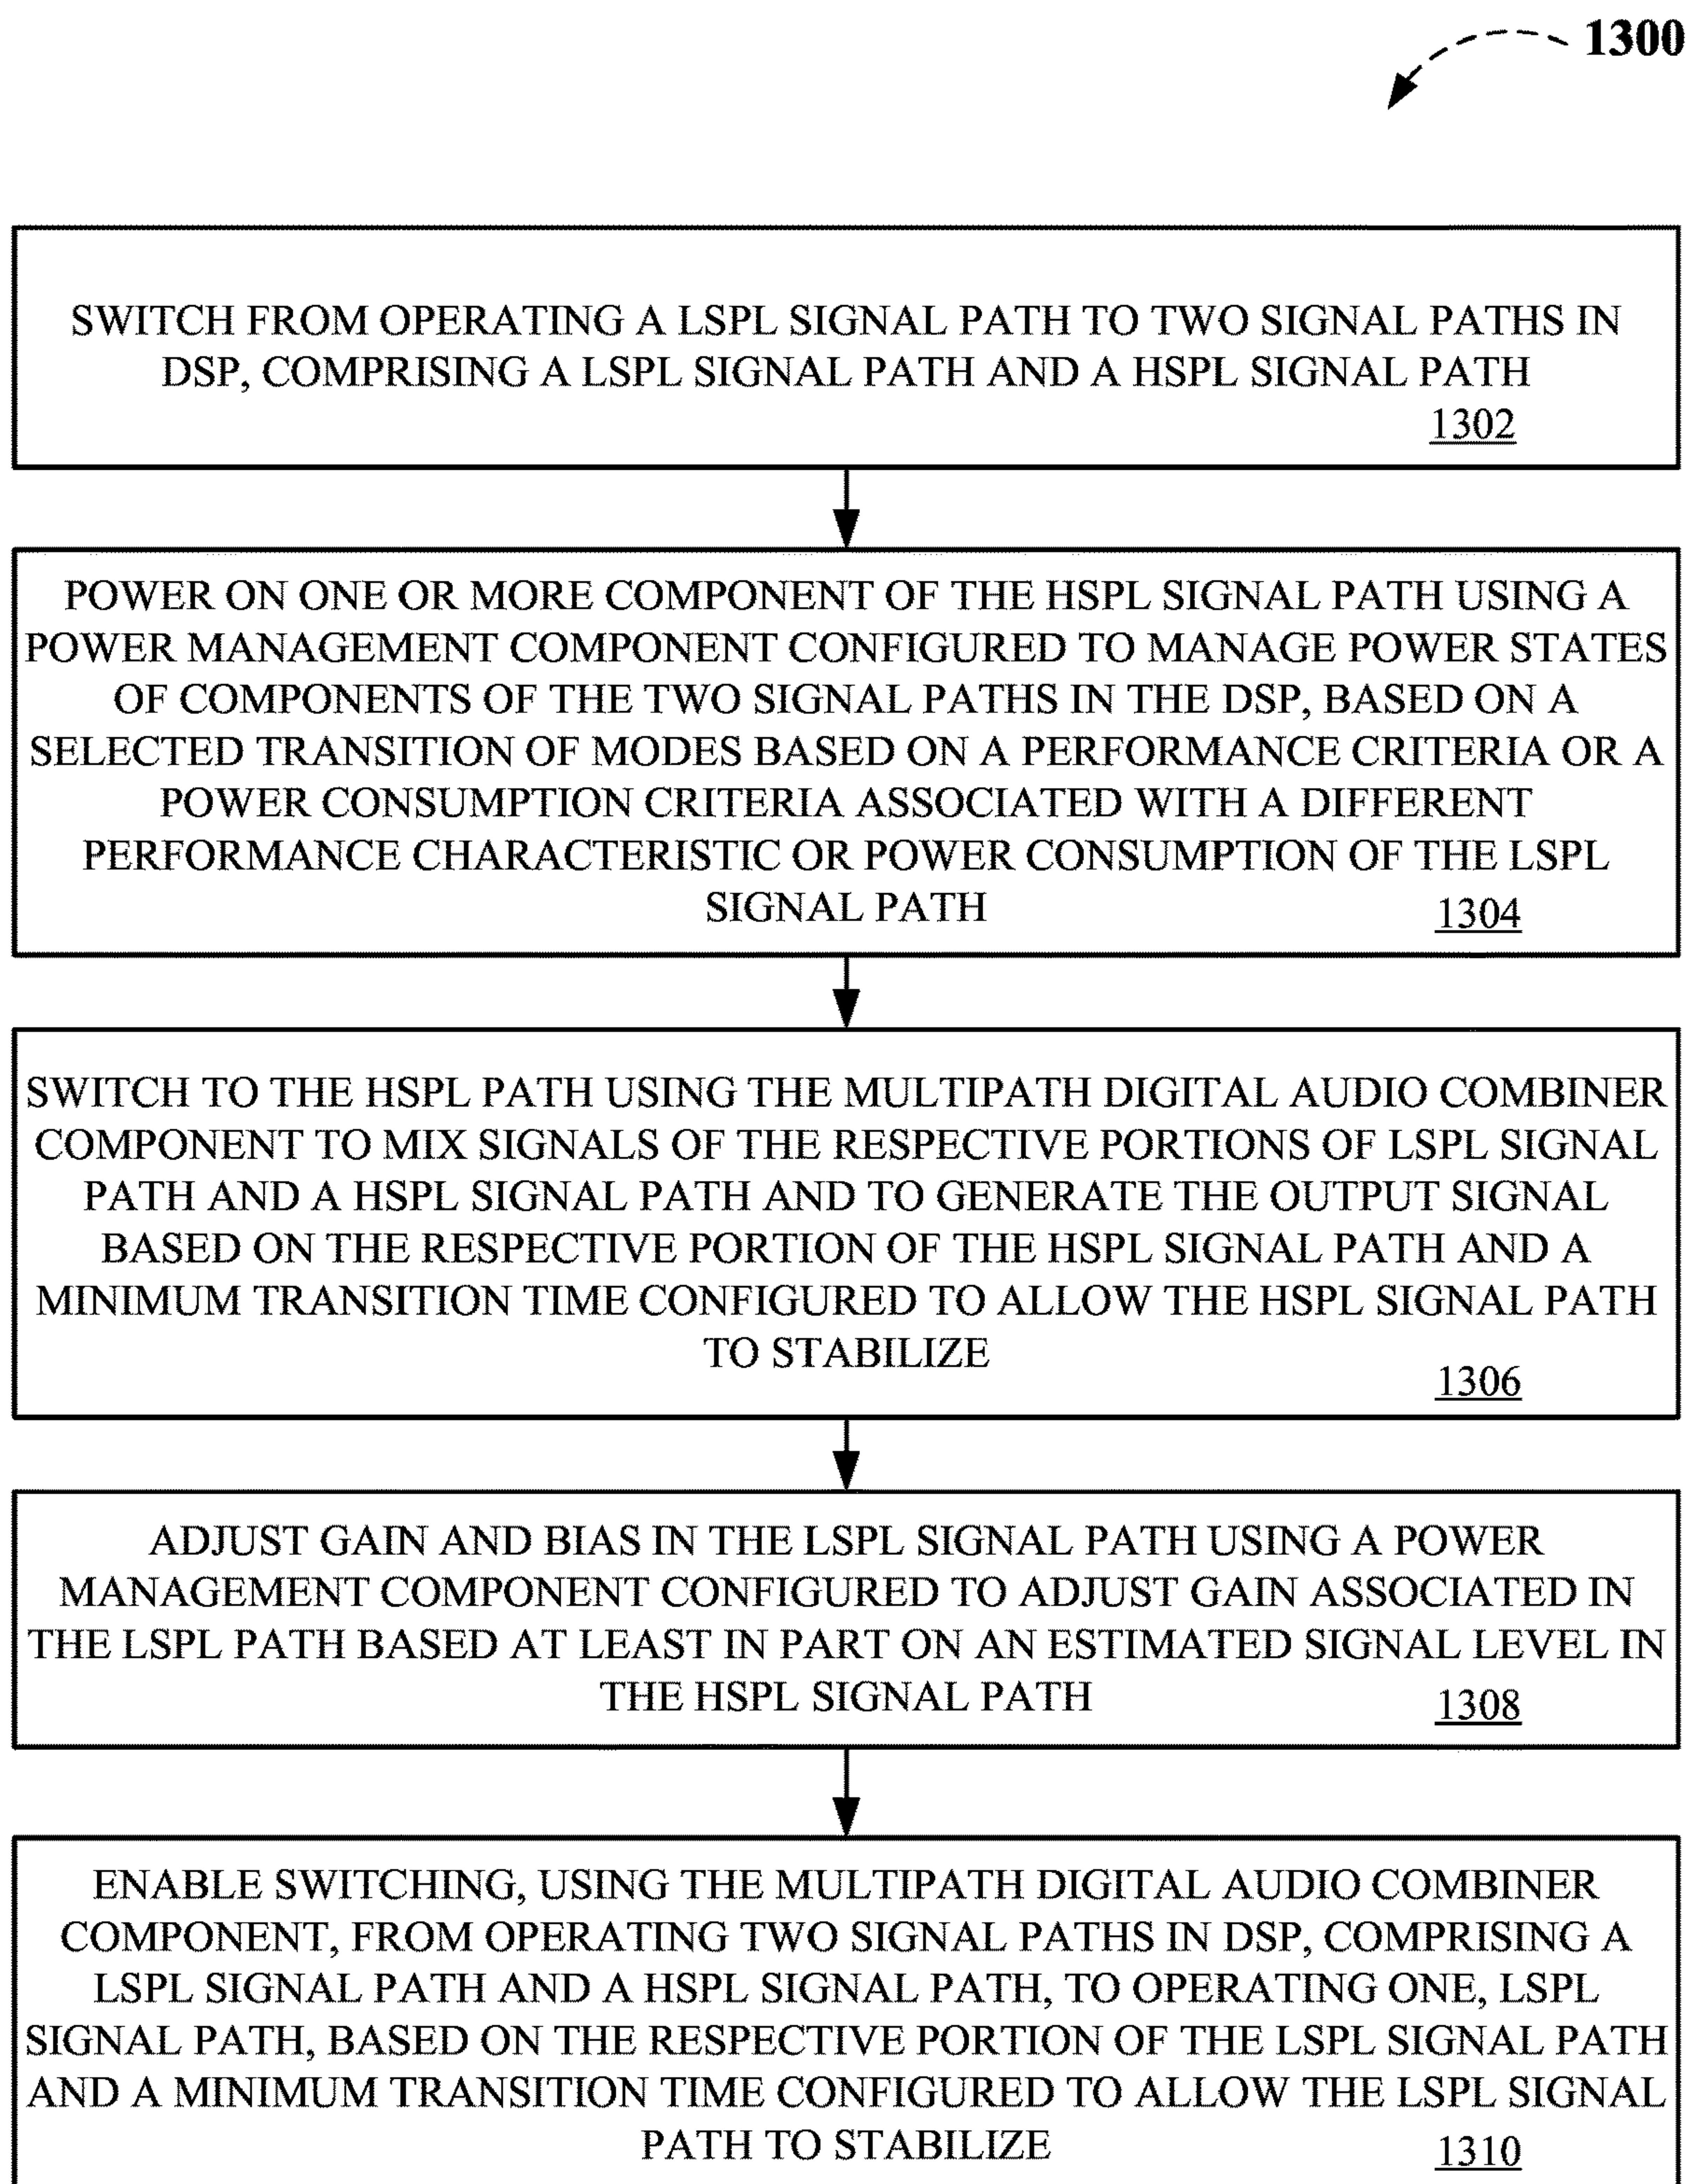 1300
SWITCH FROM OPERATING A LSPL SIGNAL PATH TO TWO SIGNAL PATHS IN
DSP, COMPRISING A LSPL SIGNAL PATH AND A HSPL SIGNAL PATH
1302
POWER ON ONE OR MORE COMPONENT OF THE HSPL SIGNAL PATH USING A
POWER MANAGEMENT COMPONENT CONFIGURED TO MANAGE POWER STATES
OF COMPONENTS OF THE TWO SIGNAL PATHS IN THE DSP, BASED ON A
SELECTED TRANSITION OF MODES BASED ON A PERFORMANCE CRITERIA OR A
POWER CONSUMPTION CRITERIA ASSOCIATED WITH A DIFFERENT
PERFORMANCE CHARACTERISTIC OR POWER CONSUMPTION OF THE LSPL
SIGNAL PATH
1304
SWITCH TO THE HSPL PATH USING THE MULTIPATH DIGITAL AUDIO COMBINER
COMPONENT TO MIX SIGNALS OF THE RESPECTIVE PORTIONS OF LSPL SIGNAL
PATH AND A HSPL SIGNAL PATH AND TO GENERATE THE OUTPUT SIGNAL
BASED ON THE RESPECTIVE PORTION OF THE HSPL SIGNAL PATH AND A
MINIMUM TRANSITION TIME CONFIGURED TO ALLOW THE HSPL SIGNAL PATH
TO STABILIZE
1306
ADJUST GAIN AND BIAS IN THE LSPL SIGNAL PATH USING A POWER
MANAGEMENT COMPONENT CONFIGURED TO ADJUST GAIN ASSOCIATED IN
THE LSPL PATH BASED AT LEAST IN PART ON AN ESTIMATED SIGNAL LEVEL IN
THE HSPL SIGNAL PATH
1308
ENABLE SWITCHING, USING THE MULTIPATH DIGITAL AUDIO COMBINER
COMPONENT, FROM OPERATING TWO SIGNAL PATHS IN DSP, COMPRISING A
LSPL SIGNAL PATH AND A HSPL SIGNAL PATH, TO OPERATING ONE, LSPL
SIGNAL PATH, BASED ON THE RESPECTIVE PORTION OF THE LSPL SIGNAL PATH
AND A MINIMUM TRANSITION TIME CONFIGURED TO ALLOW THE LSPL SIGNAL
PATH TO STABILIZE
1310